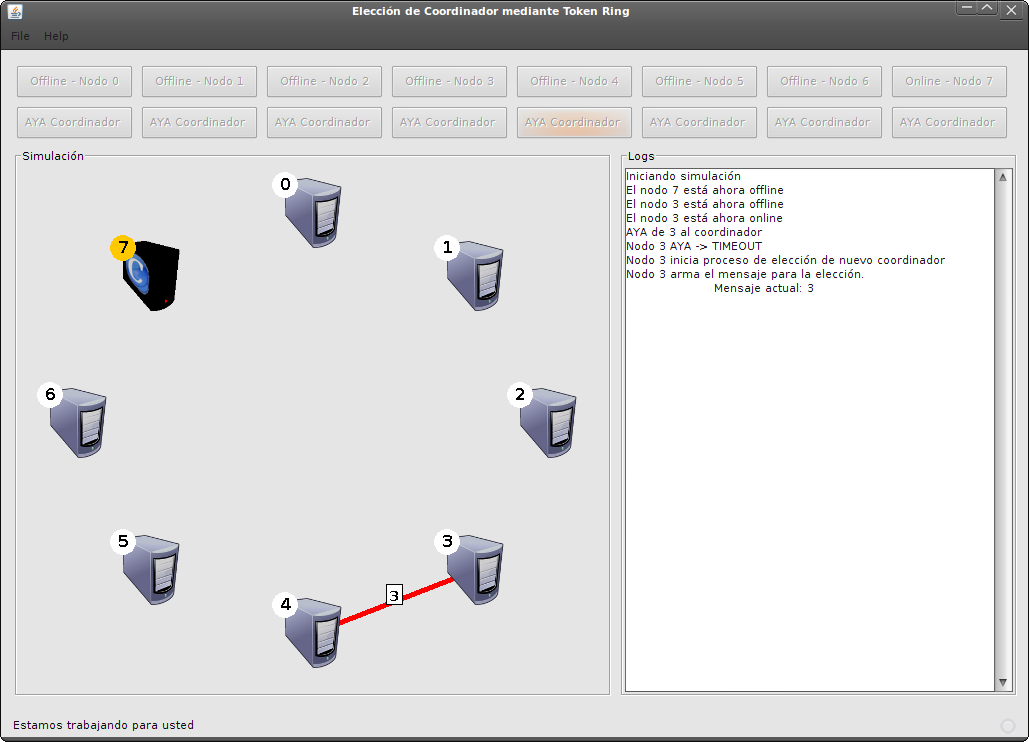 Elección de Coordinador mediante Token Ring
File Help
Offline - Nodo 0 Offline - Nodo 1 Offline - Nodo 2 Offline - Nodo 3 Offline - Nodo 4 Offline - Nodo 5 Offline - Nodo 6 Online - Nodo 7
AYA Coordinador AYA Coordinador AYA Coordinador AYA Coordinador AYA Coordinador AYA Coordinador AYA Coordinador AYA Coordinador
Simulación
0
1
7
C
6
2
5
3
3
4
Logs
Iniciando simulación
El nodo 7 está ahora offline
El nodo 3 está ahora offline
El nodo 3 está ahora online
AYA de 3 al coordinador
Nodo 3 AYA -> TIMEOUT
Nodo 3 inicia proceso de elección de nuevo coordinador
Nodo 3 arma el mensaje para la elección.
Mensaje actual: 3
Estamos trabajando para usted